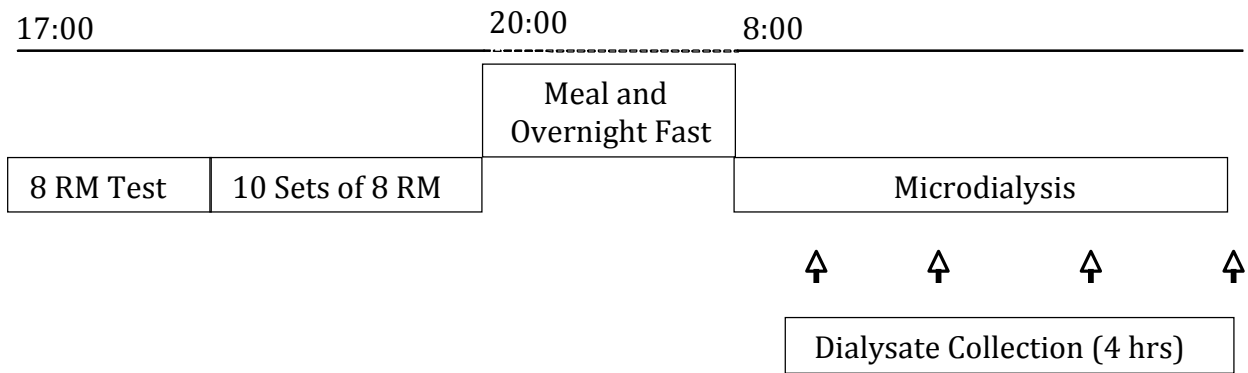 17:00
20:00
8:00
Meal and
Overnight Fast
8 RM Test
10 Sets of 8 RM
Microdialysis
Dialysate Collection (4 hrs)